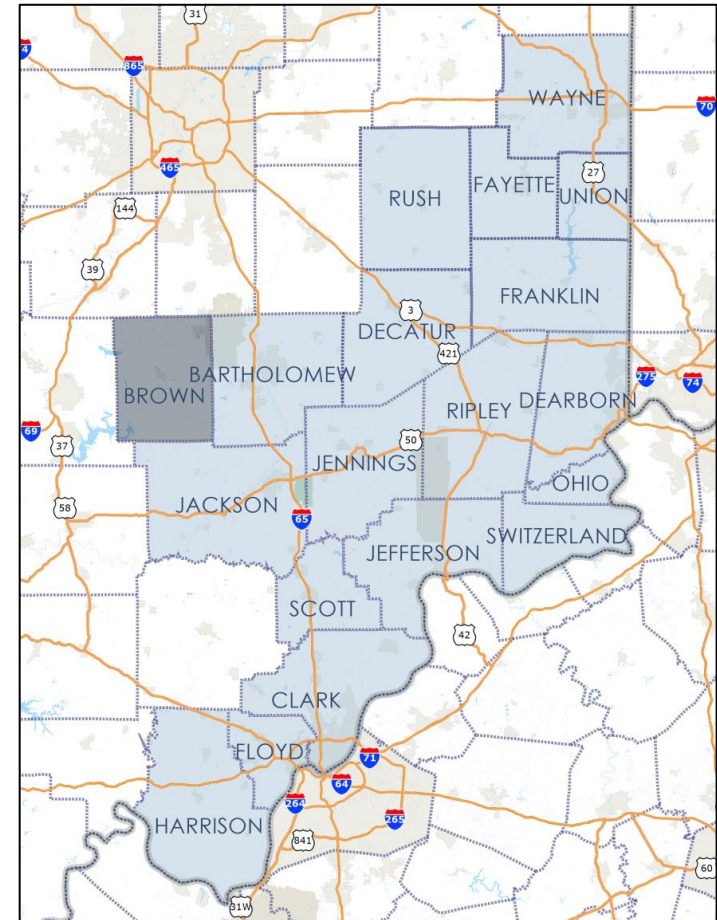 31
4
865
WAYNE
70
465
27
RUSH
FAYETTE
UNION
144
39
FRANKLIN
3
DECATUR
421
BARTHOLOMEW
275
74
BROWN
RIPLEY
DEARBORN
69
37
50
JENNINGS
OHIO
JACKSON
58
65
SWITZERLAND
JEFFERSON
SCOTT
42
CLARK
FLOYD
71
64
264
265
HARRISON
841
60
31W